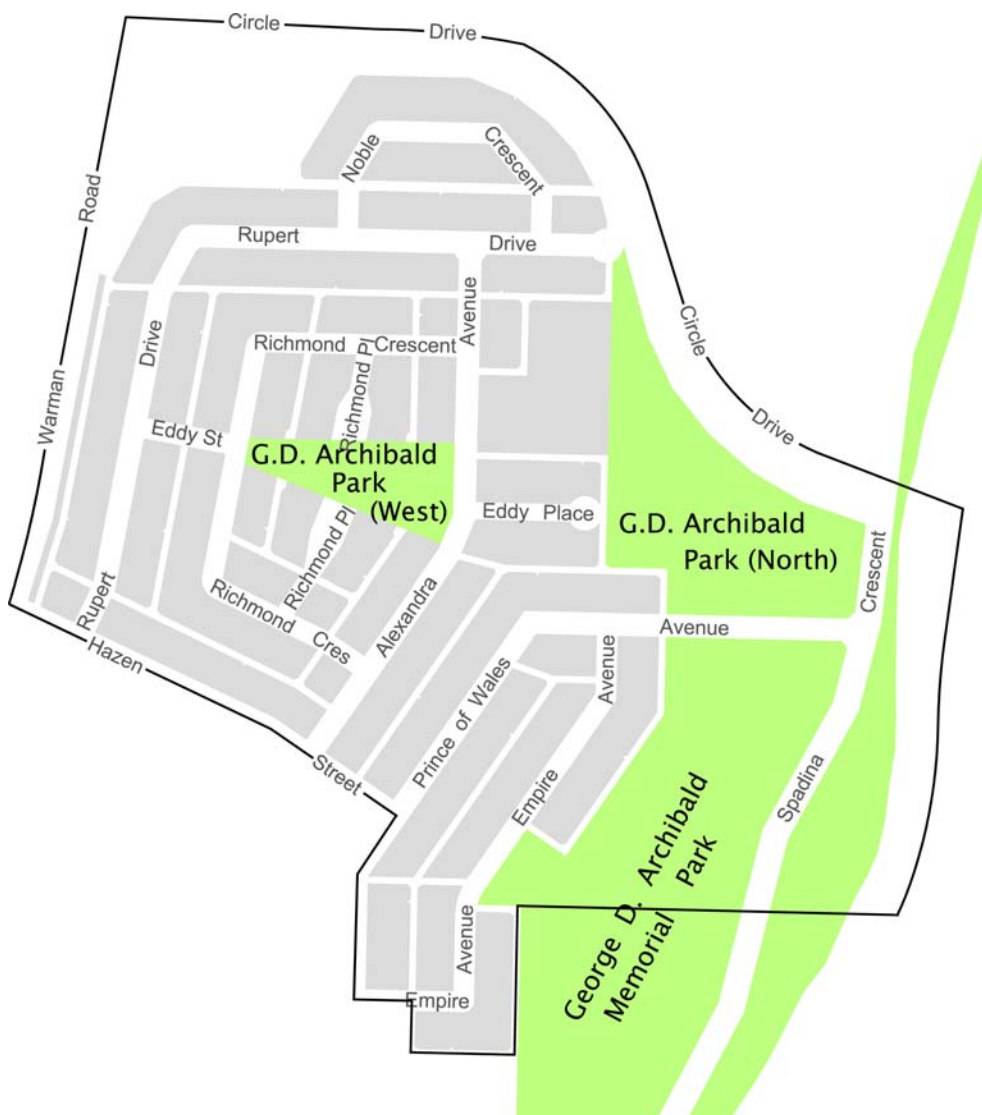 Circle Drive
Noble Crescent
Road
Rupert Drive
Avenue
Circle
Richmond Crescent
Drive
Richmond Pl
Warman
Drive
Eddy St
G.D. Archibald
Park
(West)
Eddy Place
G.D. Archibald
Park (North)
Richmond Pl
Crescent
Rupert
Richmond Cres
Alexandra
Avenue
Hazen
Avenue
Prince of Wales
Street
Empire
Spadina
George D. Archibald
Memorial Park
Avenue
Empire